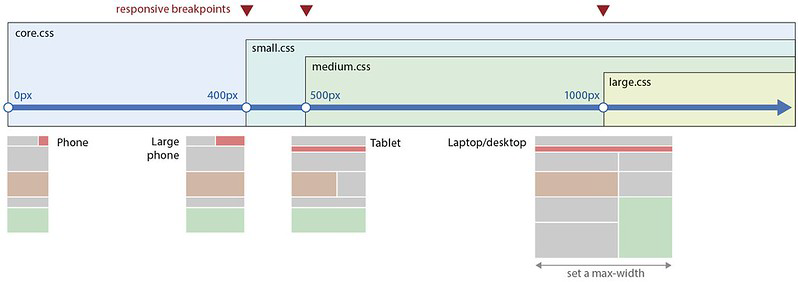 responsive breakpoints
core.css
small.css
medium.css
large.css
0px
400px
500px
1000px
Phone
Large
phone
Tablet
Laptop/desktop
set a max-width